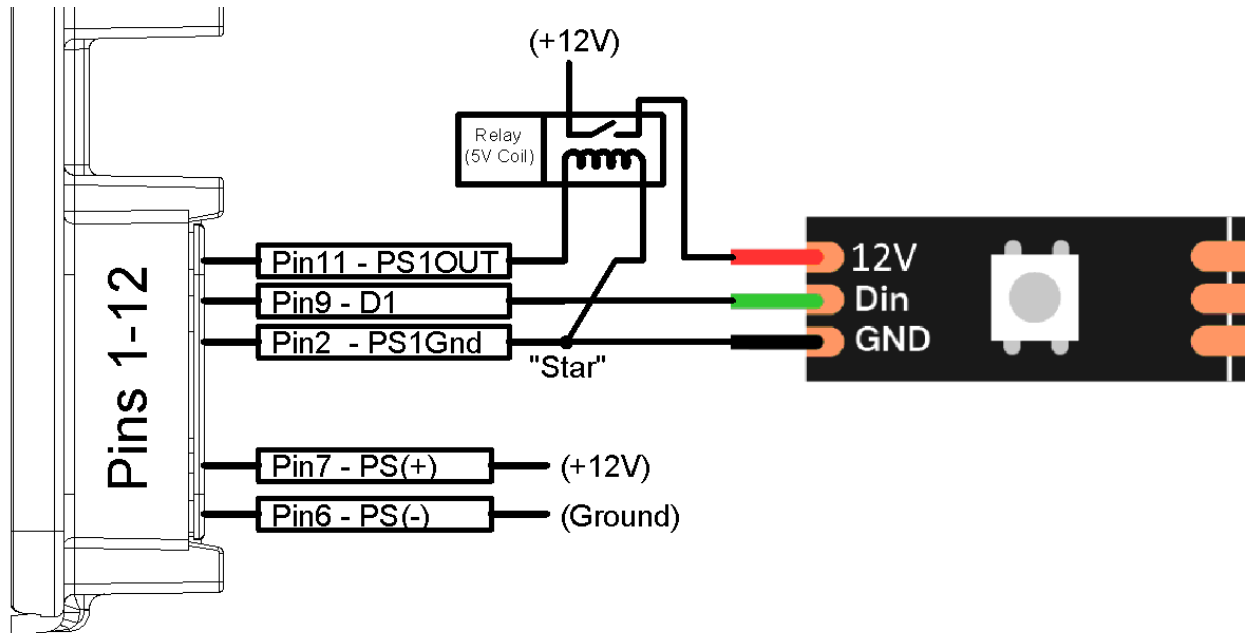 (+12V)
Relay
(5V Coil)
Pins 1-12
Pin11 - PS1OUT
Pin9 - D1
Pin2 - PS1Gnd
"Star"
12V
Din
GND
Pin7 - PS(+)
(+12V)
Pin6 - PS(-)
(Ground)